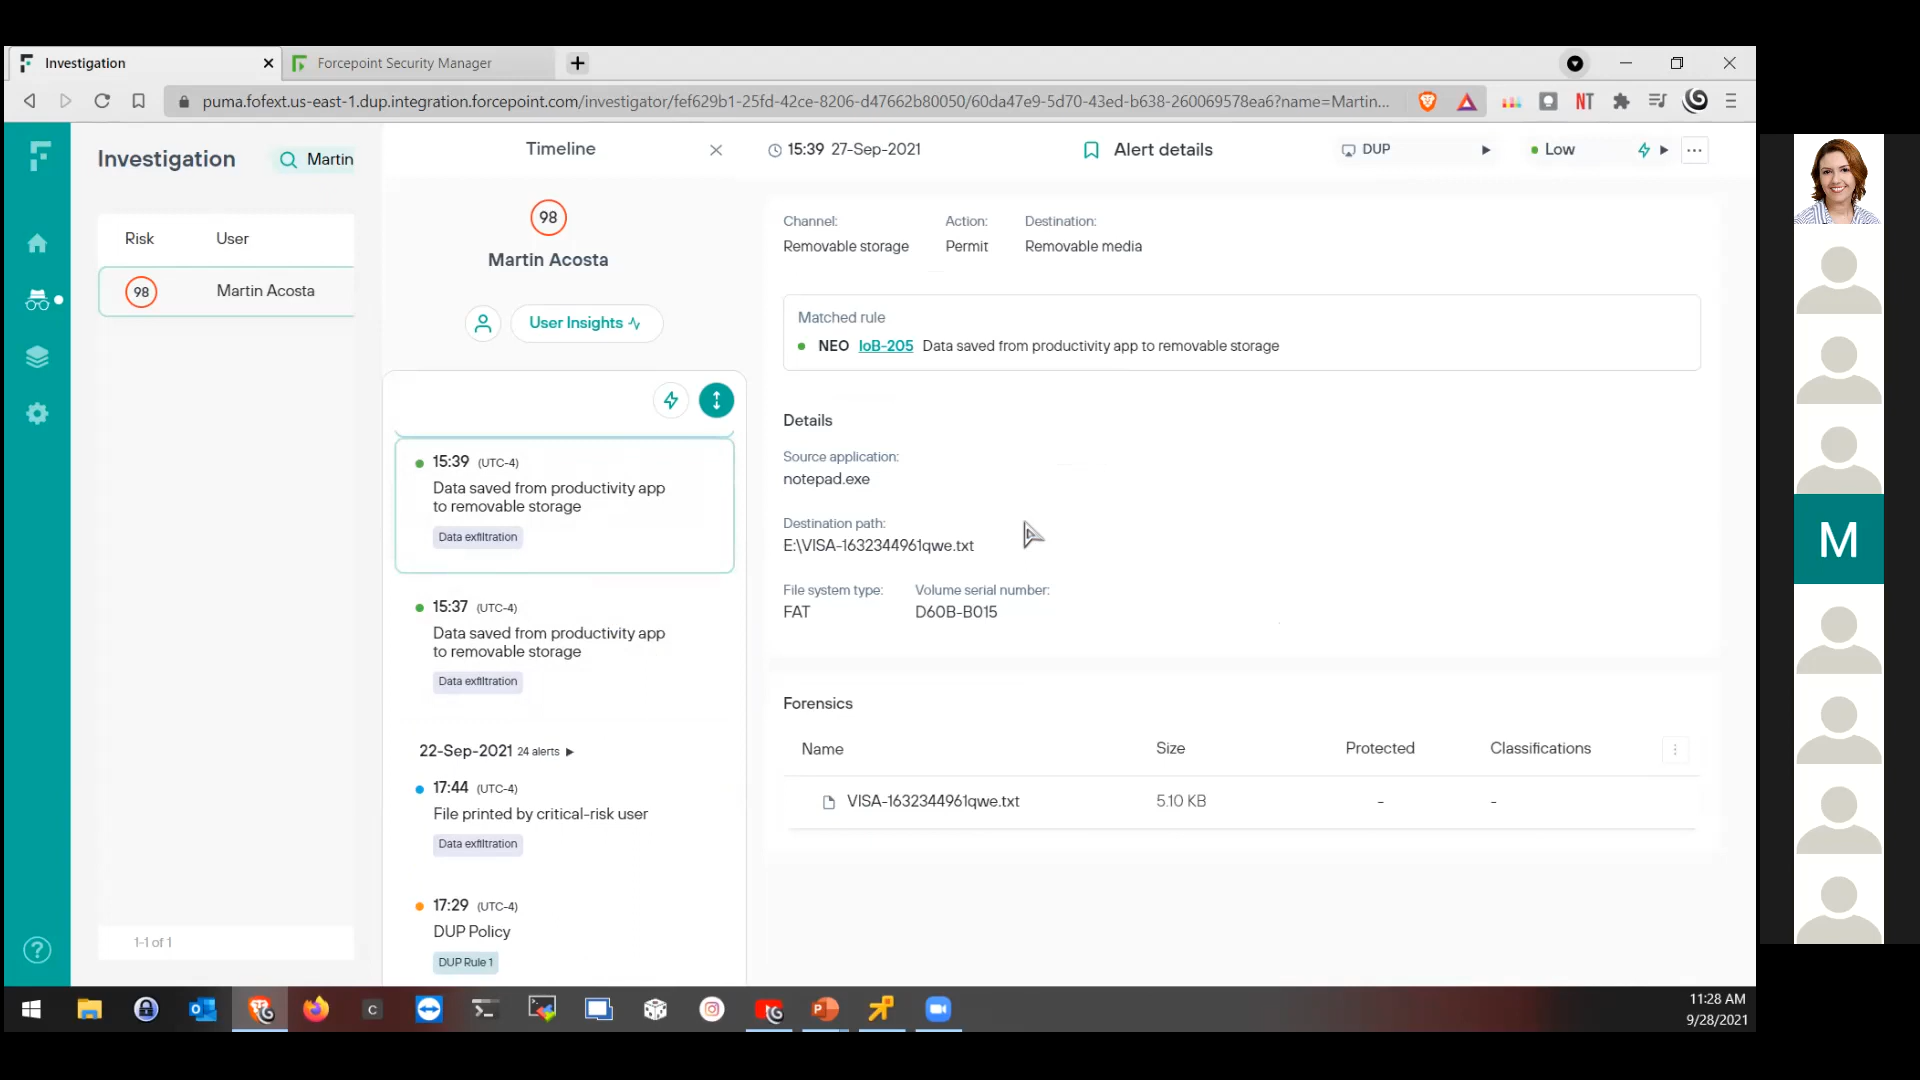 Investigation
Forcepoint Security Manager
puma.fofext.us-east-1.dup.integration.forcepoint.com/investigator/fef629b1-25fd-42ce-8206-d47662b80050/60da47e9-5d70-43ed-b638-260069578ea6?name=Martin...
NT
Investigation
Martin
Timeline
15:39 27-Sep-2021
Alert details
DUP
Low
Risk
User
98
Martin Acosta
1-1 of 1
98
Martin Acosta
User Insights
15:39 (UTC-4)
Data saved from productivity app
to removable storage
Data exfiltration
15:37 (UTC-4)
Data saved from productivity app
to removable storage
Data exfiltration
22-Sep-2021 24 alerts
17:44 (UTC-4)
File printed by critical-risk user
Data exfiltration
17:29 (UTC-4)
DUP Policy
DUP Rule 1
Channel:
Removable storage
Action:
Permit
Destination:
Removable media
Matched rule
NEO IoB-205 Data saved from productivity app to removable storage
Details
Source application:
notepad.exe
Destination path:
E:\VISA-1632344961qwe.txt
File system type:
FAT
Volume serial number:
D60B-B015
Forensics
Name
Size
Protected
Classifications
VISA-1632344961qwe.txt
5.10 KB
-
-
M
11:28 AM
9/28/2021